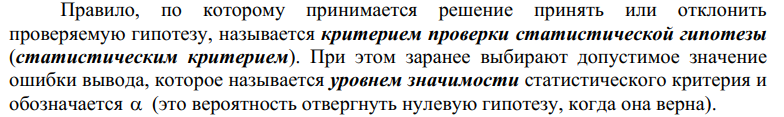 Правило, по которому принимается решение принять или отклонить
проверяемую гипотезу, называется критерием проверки статистической гипотезы
(статистическим критерием). При этом заранее выбирают допустимое значение
ошибки вывода, которое называется уровнем значимости статистического критерия и
обозначается α (это вероятность отвергнуть нулевую гипотезу, когда она верна).